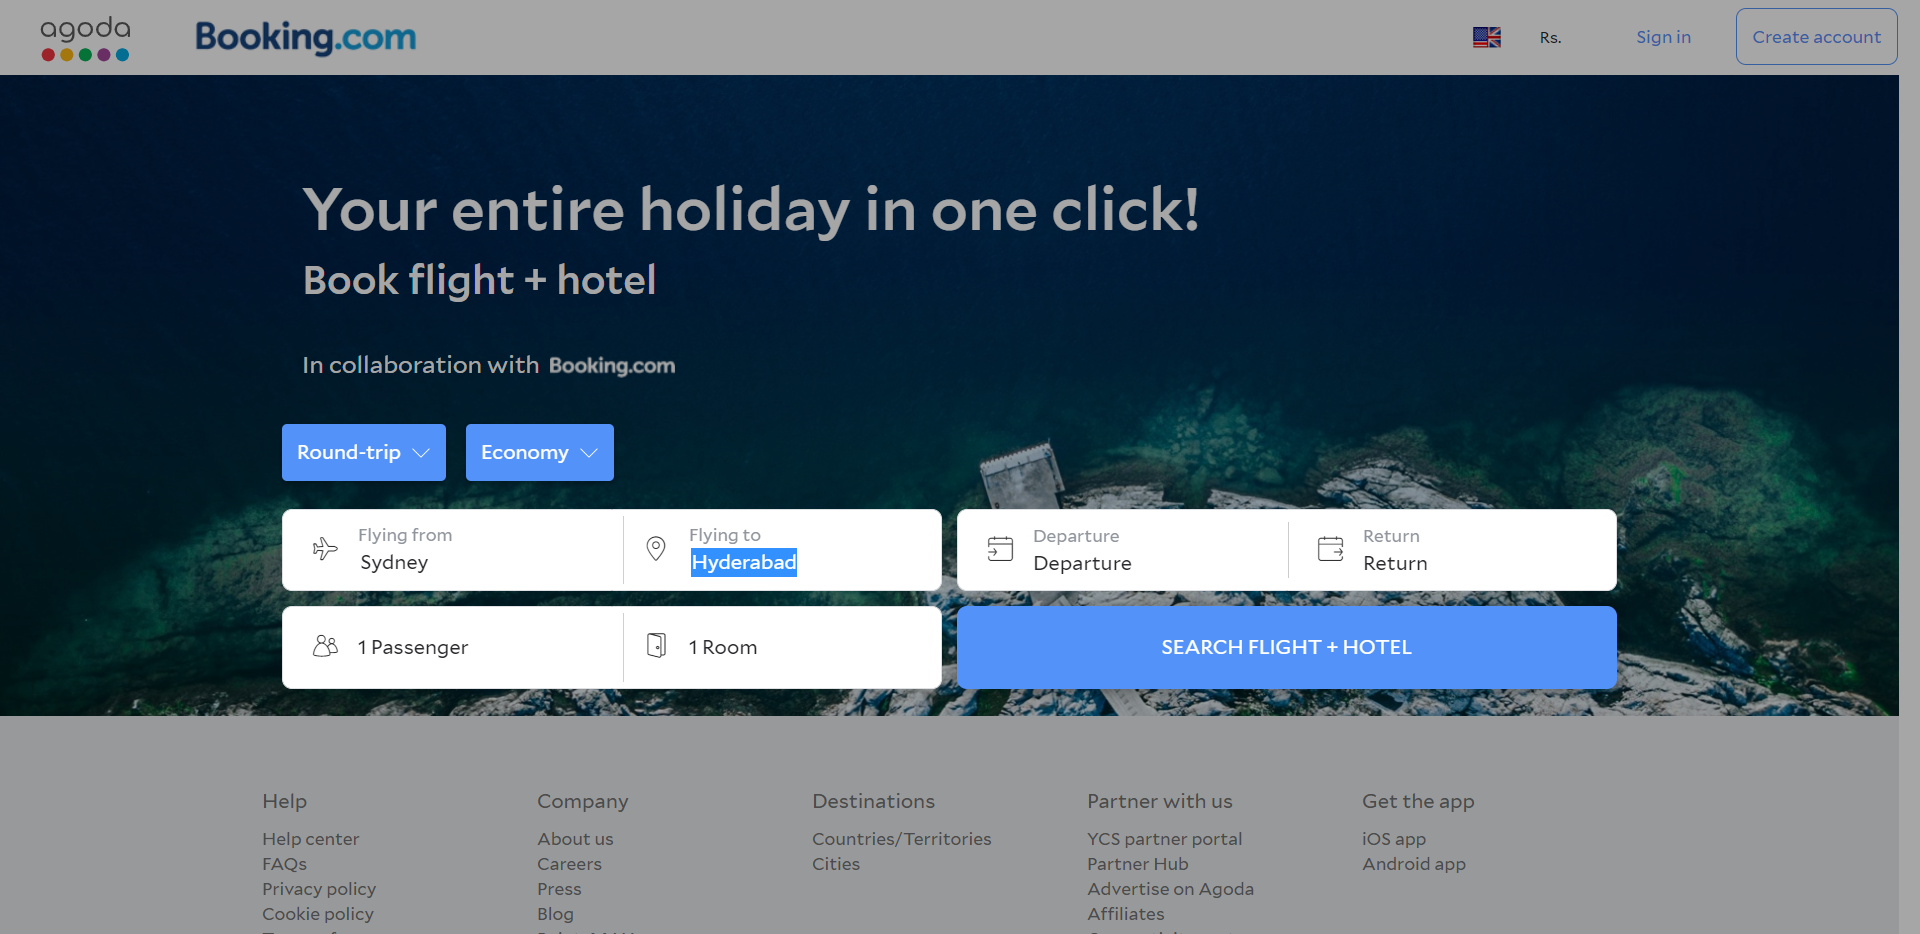 agoda
Booking.com
Rs.
Sign in
Create account
Your entire holiday in one click!
Book flight + hotel
In collaboration with Booking.com
Round-trip
Economy
Flying from
Sydney
Flying to
Hyderabad
Departure
Departure
Return
Return
1 Passenger
1 Room
SEARCH FLIGHT + HOTEL
Help
Help center
FAQs
Privacy policy
Cookie policy
Company
About us
Careers
Press
Blog
Destinations
Countries/Territories
Cities
Partner with us
YCS partner portal
Partner Hub
Advertise on Agoda
Affiliates
Get the app
iOS app
Android app